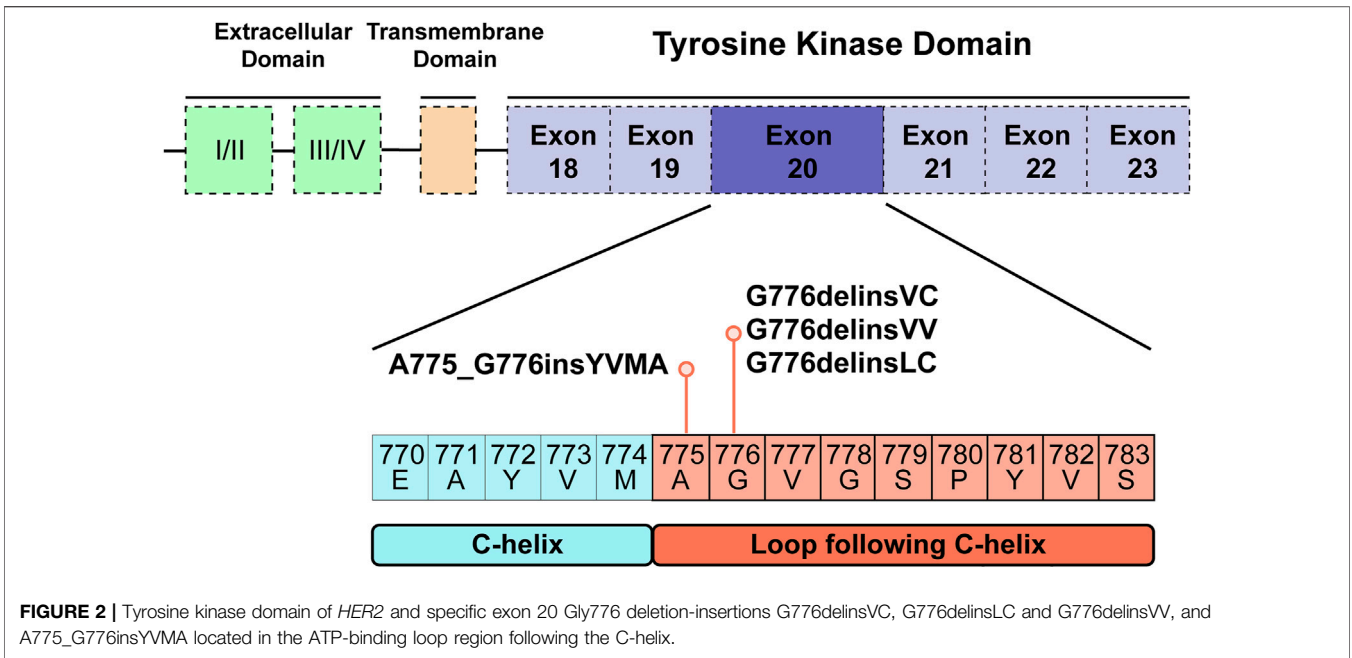 Extracellular
Domain
Transmembrane
Domain
Tyrosine Kinase Domain
I/II
III/IV
Exon
18
Exon
19
Exon
20
Exon
21
Exon
22
Exon
23
G776delinsVC
G776delinsVV
G776delinsLC
A775_G776insYVMA
770 771 772 773 774 775 776 777 778 779 780 781 782 783
E A Y V M A G V G S P Y V S
C-helix
Loop following C-helix
FIGURE 2 | Tyrosine kinase domain of HER2 and specific exon 20 Gly776 deletion-insertions G776delinsVC, G776delinsLC and G776delinsVV, and
A775_G776insYVMA located in the ATP-binding loop region following the C-helix.